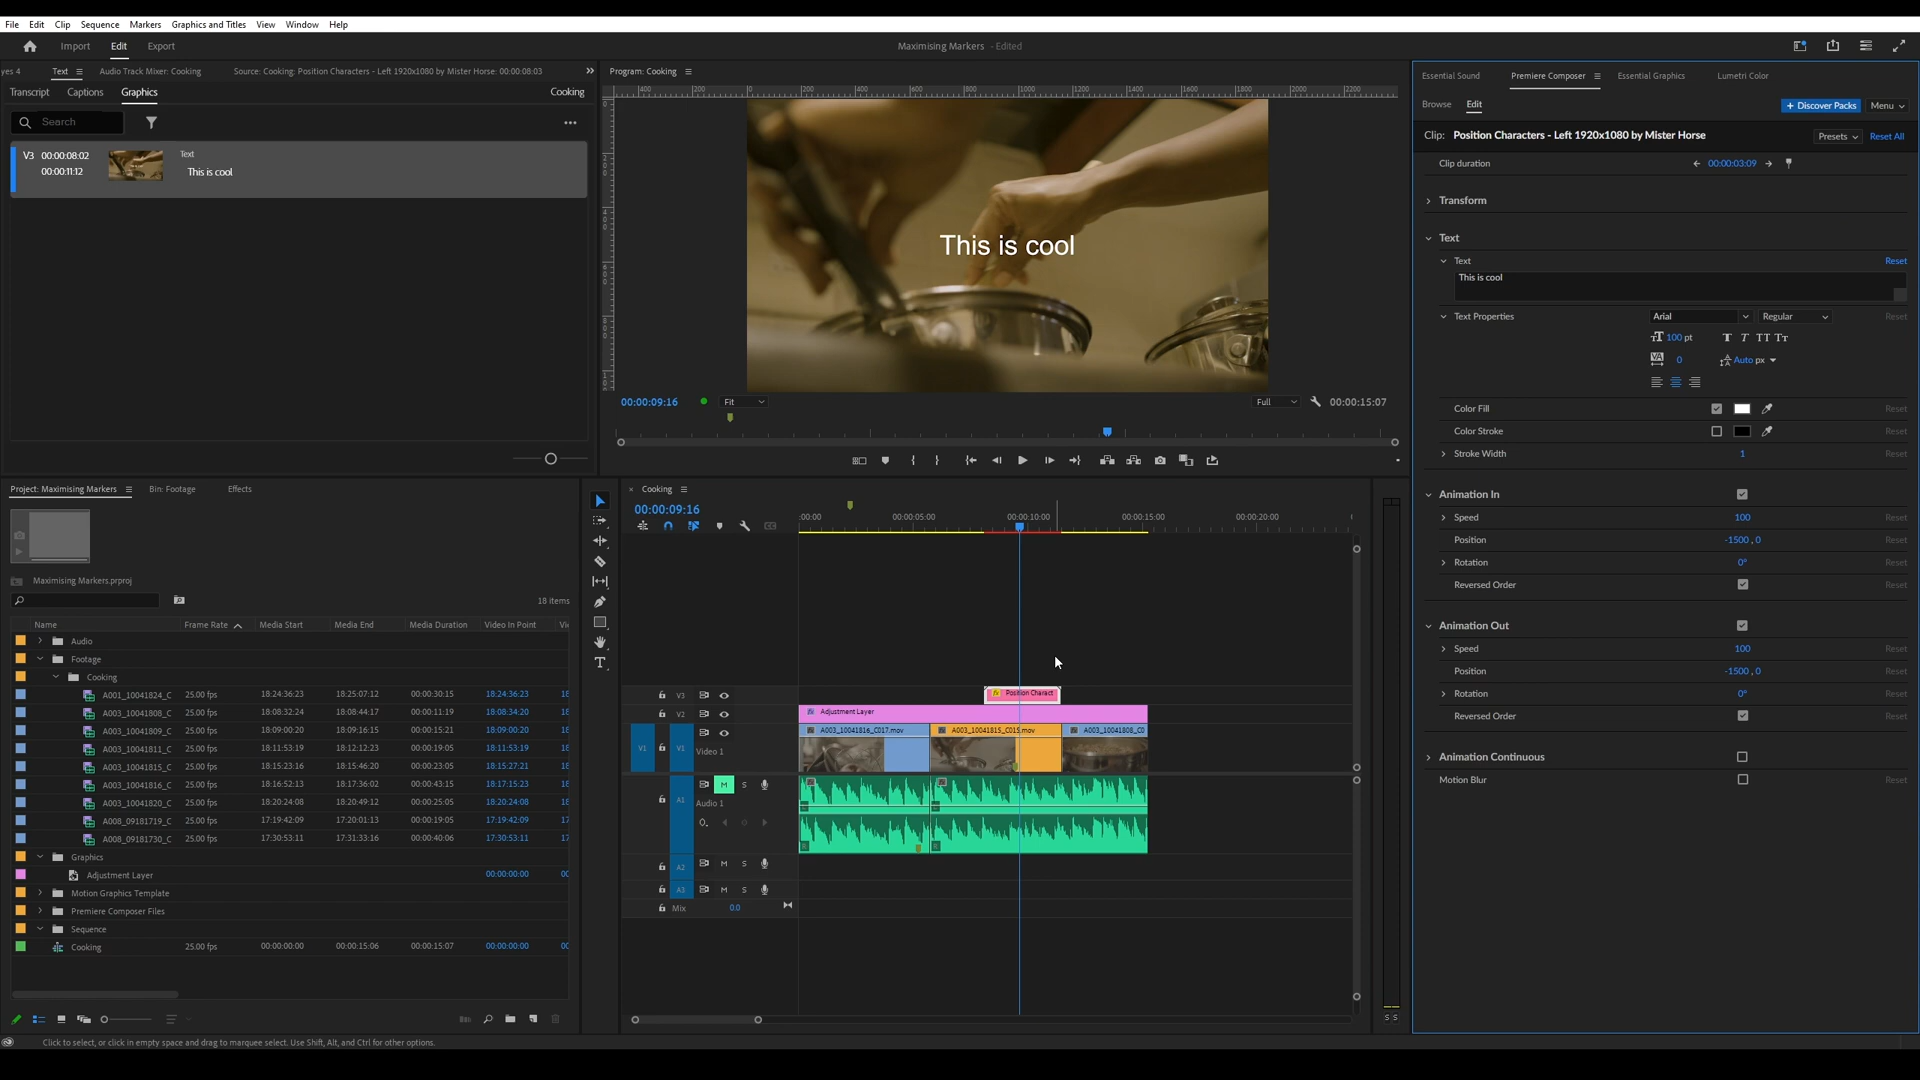 File Edit Clip Sequence Markers Graphics and Titles View Window Help
Import Edit Export
Maximising Markers - Edited
yes 4 Text Audio Track Mixer: Cooking Source: Cooking: Position Characters - Left 1920x1080 by Mister Horse: 00:00:08:03
Transcript Captions Graphics Cooking
Search
V3 00:00:08:02 Text
00:00:11:12 This is cool
Program: Cooking
This is cool
00:00:09:16 Fit Full 00:00:15:07
Essential Sound Premiere Composer Essential Graphics Lumetri Color
Browse Edit + Discover Packs Menu
Clip: Position Characters - Left 1920x1080 by Mister Horse Presets Reset All
Clip duration 00:00:03:09
Transform
Text
Text Reset
This is cool
Text Properties Arial Regular Reset
100 pt
0 Auto px
Color Fill Reset
Color Stroke Reset
Stroke Width 1 Reset
Animation In
Speed 100 Reset
Position -1500 , 0 Reset
Rotation 0° Reset
Reversed Order Reset
Animation Out
Speed 100 Reset
Position -1500 , 0 Reset
Rotation 0° Reset
Reversed Order Reset
Animation Continuous
Motion Blur Reset
Project: Maximising Markers Bin: Footage Effects
Maximising Markers.prproj
18 items
Name Frame Rate Media Start Media End Media Duration Video In Point
Audio
Footage
Cooking
A001_10041824_C 25.00 fps 18:24:36:23 18:25:07:12 00:00:30:15 18:24:36:23
A003_10041808_C 25.00 fps 18:08:32:24 18:08:44:17 00:00:11:19 18:08:34:20
A003_10041809_C 25.00 fps 18:09:00:20 18:09:16:15 00:00:15:21 18:09:00:20
A003_10041811_C 25.00 fps 18:11:53:19 18:12:12:23 00:00:19:05 18:11:53:19
A003_10041815_C 25.00 fps 18:15:23:16 18:15:46:20 00:00:23:05 18:15:27:21
A003_10041816_C 25.00 fps 18:16:52:13 18:17:36:02 00:00:43:15 18:17:15:23
A003_10041820_C 25.00 fps 18:20:24:08 18:20:49:12 00:00:25:05 18:20:24:08
A008_09181719_C 25.00 fps 17:19:42:09 17:20:01:13 00:00:19:05 17:19:42:09
A008_09181730_C 25.00 fps 17:30:53:11 17:31:33:16 00:00:40:06 17:30:53:11
Graphics
Adjustment Layer 00:00:00:00
Motion Graphics Template
Premiere Composer Files
Sequence
Cooking 25.00 fps 00:00:00:00 00:00:15:06 00:00:15:07 00:00:00:00
Cooking
00:00:09:16
:00:00 00:00:05:00 00:00:10:00 00:00:15:00 00:00:20:00
V3 Position Charact
V2 Adjustment Layer
V1 V1 Video 1 A003_10041816_C017.mov A003_10041815_C015.mov A003_10041808_C0
A1 Audio 1 M S
A2 M S
A3 M S
Mix 0.0
S S
Click to select, or click in empty space and drag to marquee select. Use Shift, Alt, and Ctrl for other options.